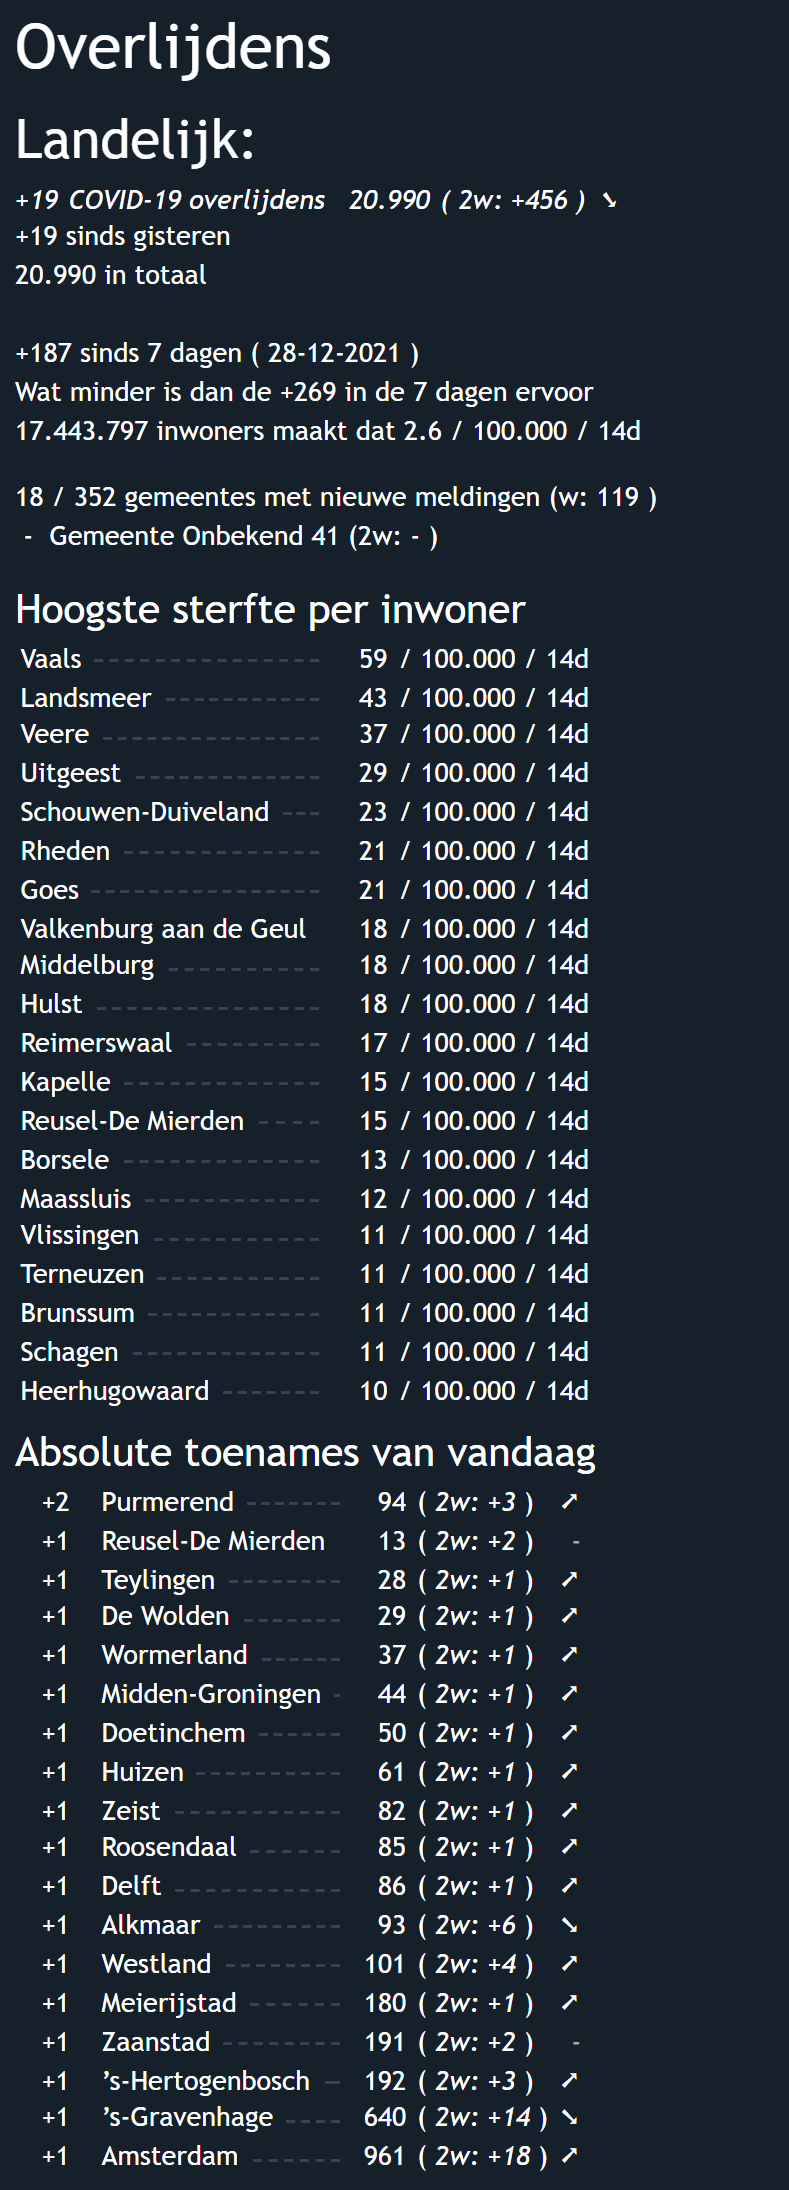 Overlijdens
Landelijk:
+19 COVID-19 overlijdens 20.990 ( 2w: +456 ) ➘
+19 sinds gisteren
20.990 in totaal
+187 sinds 7 dagen ( 28-12-2021 )
Wat minder is dan de +269 in de 7 dagen ervoor
17.443.797 inwoners maakt dat 2.6 / 100.000 / 14d
18 / 352 gemeentes met nieuwe meldingen (w: 119 )
- Gemeente Onbekend 41 (2w: - )
Hoogste sterfte per inwoner
Vaals 59 / 100.000 / 14d
Landsmeer 43 / 100.000 / 14d
Veere 37 / 100.000 / 14d
Uitgeest 29 / 100.000 / 14d
Schouwen-Duiveland 23 / 100.000 / 14d
Rheden 21 / 100.000 / 14d
Goes 21 / 100.000 / 14d
Valkenburg aan de Geul 18 / 100.000 / 14d
Middelburg 18 / 100.000 / 14d
Hulst 18 / 100.000 / 14d
Reimerswaal 17 / 100.000 / 14d
Kapelle 15 / 100.000 / 14d
Reusel-De Mierden 15 / 100.000 / 14d
Borsele 13 / 100.000 / 14d
Maassluis 12 / 100.000 / 14d
Vlissingen 11 / 100.000 / 14d
Terneuzen 11 / 100.000 / 14d
Brunssum 11 / 100.000 / 14d
Schagen 11 / 100.000 / 14d
Heerhugowaard 10 / 100.000 / 14d
Absolute toenames van vandaag
+2 Purmerend 94 ( 2w: +3 ) ➚
+1 Reusel-De Mierden 13 ( 2w: +2 ) -
+1 Teylingen 28 ( 2w: +1 ) ➚
+1 De Wolden 29 ( 2w: +1 ) ➚
+1 Wormerland 37 ( 2w: +1 ) ➚
+1 Midden-Groningen 44 ( 2w: +1 ) ➚
+1 Doetinchem 50 ( 2w: +1 ) ➚
+1 Huizen 61 ( 2w: +1 ) ➚
+1 Zeist 82 ( 2w: +1 ) ➚
+1 Roosendaal 85 ( 2w: +1 ) ➚
+1 Delft 86 ( 2w: +1 ) ➚
+1 Alkmaar 93 ( 2w: +6 ) ➘
+1 Westland 101 ( 2w: +4 ) ➚
+1 Meierijstad 180 ( 2w: +1 ) ➚
+1 Zaanstad 191 ( 2w: +2 ) -
+1 ’s-Hertogenbosch 192 ( 2w: +3 ) ➚
+1 ’s-Gravenhage 640 ( 2w: +14 ) ➘
+1 Amsterdam 961 ( 2w: +18 ) ➚